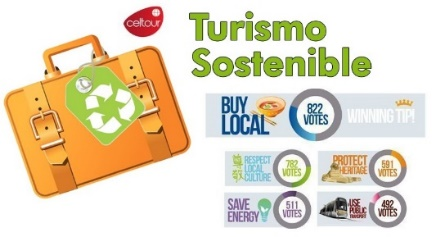 celtour
Turismo
Sostenible
BUY
LOCAL
822
VOTES
WINNING TIP!
RESPECT
LOCAL
CULTURE
782
VOTES
PROTECT
HERITAGE
591
VOTES
SAVE
ENERGY
511
VOTES
USE
PUBLIC
TRANSPORT
492
VOTES